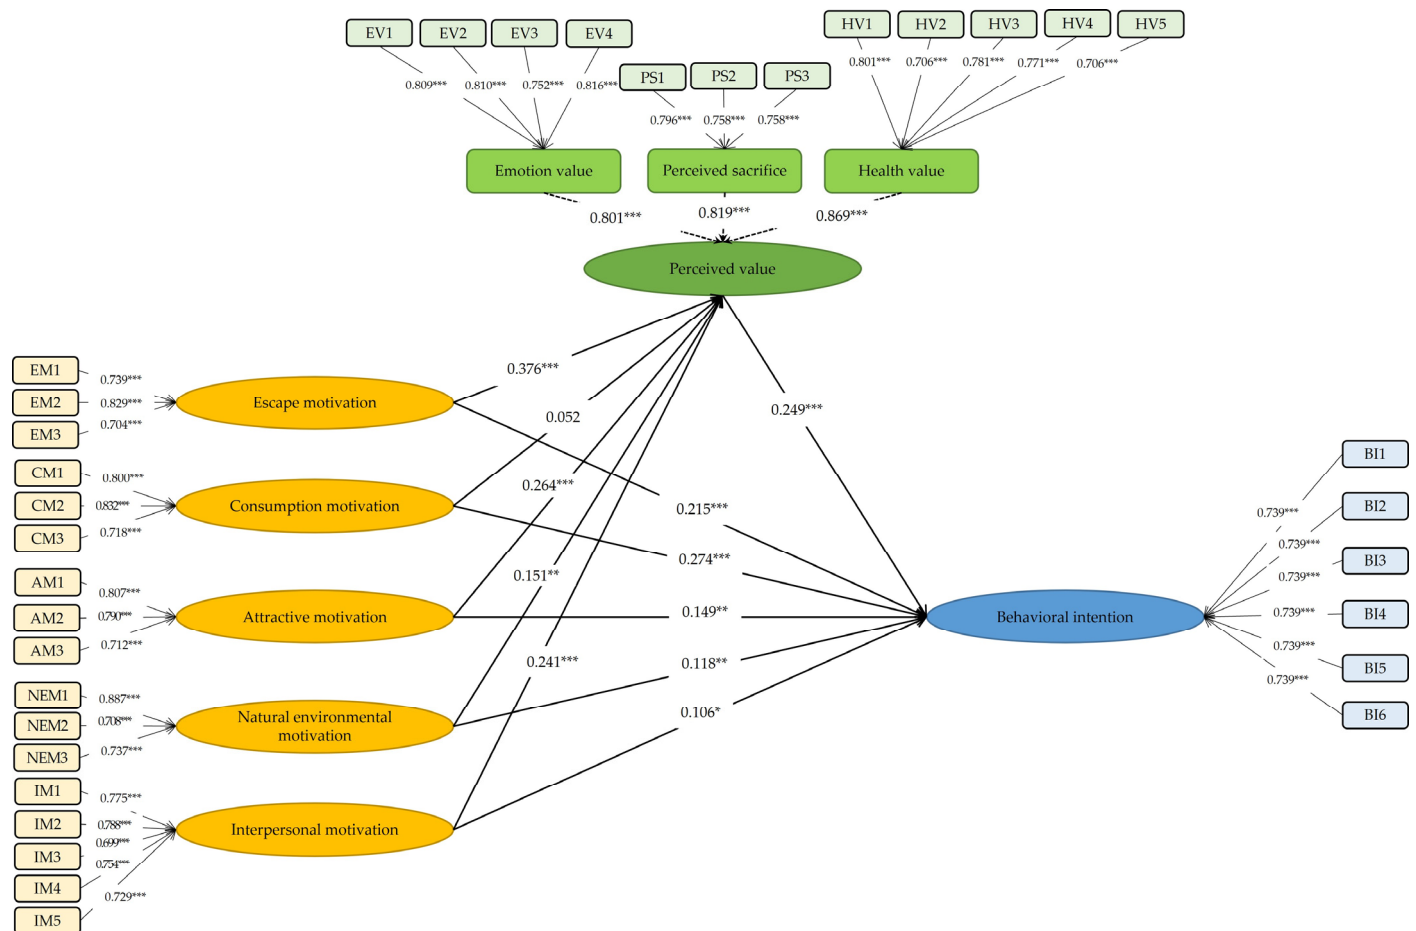 EV1
EV2
EV3
EV4
HV1
HV2
HV3
HV4
HV5
PS1
PS2
PS3
0.809***
0.810***
0.752***
0.816***
0.801***
0.706***
0.781***
0.771***
0.706***
0.796***
0.758***
0.758***
Emotion value
Perceived sacrifice
Health value
0.801***
0.819***
0.869***
Perceived value
EM1
EM2
EM3
0.739***
0.829***
0.704***
Escape motivation
CM1
CM2
CM3
0.800***
0.832***
0.718***
Consumption motivation
AM1
AM2
AM3
0.807***
0.790***
0.712***
Attractive motivation
NEM1
NEM2
NEM3
0.887***
0.708***
0.737***
Natural environmental
motivation
IM1
IM2
IM3
IM4
IM5
0.775***
0.788***
0.699***
0.754***
0.729***
Interpersonal motivation
0.376***
0.052
0.264***
0.151**
0.241***
0.249***
0.215***
0.274***
0.149**
0.118**
0.106*
Behavioral intention
0.739***
0.739***
0.739***
0.739***
0.739***
0.739***
BI1
BI2
BI3
BI4
BI5
BI6